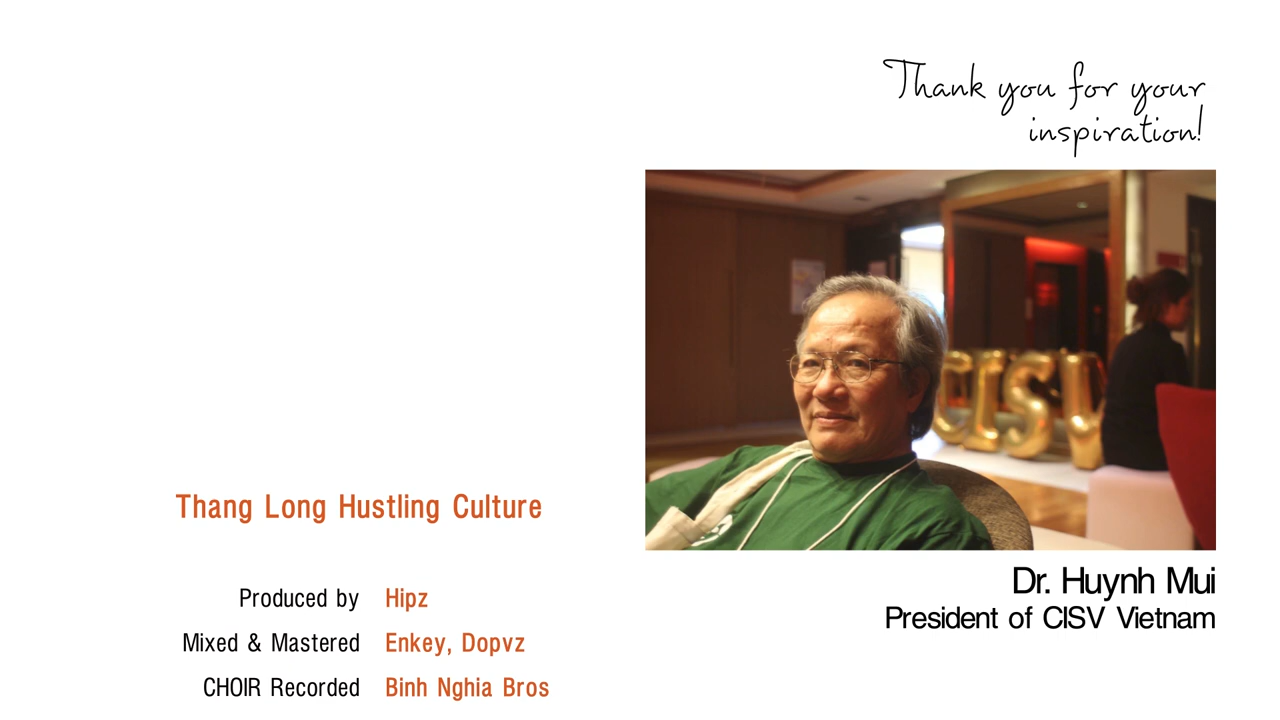 Thank you for your
inspiration!
CISV
Dr. Huynh Mui
President of CISV Vietnam
Thang Long Hustling Culture
Produced by Hipz
Mixed & Mastered Enkey, Dopvz
CHOIR Recorded Binh Nghia Bros